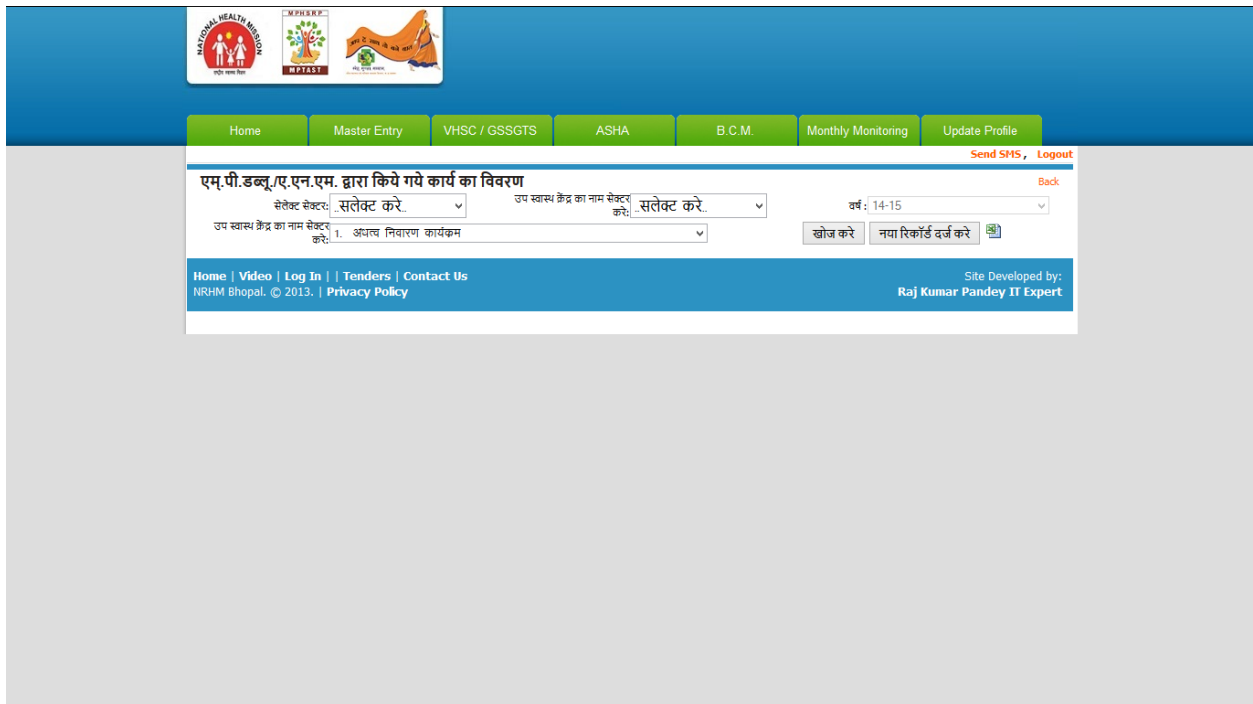 NATIONAL HEALTH MISSION
MPHSRP
MPTAST
Home
Master Entry
VHSC / GSSGTS
ASHA
B.C.M.
Monthly Monitoring
Update Profile
Send SMS , Logout
एम्.पी.डब्लू./ए.एन.एम. द्वारा किये गये कार्य का विवरण
Back
सेलेक्ट सेक्टर: ..सलेक्ट करे..
उप स्वास्थ क्रेंद्र का नाम सेक्टर करे: ..सलेक्ट करे..
वर्ष : 14-15
उप स्वास्थ क्रेंद्र का नाम सेक्टर करे: 1. अंधत्व निवारण कार्यक्रम
खोज करे
नया रिकॉर्ड दर्ज करे
Home | Video | Log In | | Tenders | Contact Us
NRHM Bhopal. © 2013. | Privacy Policy
Site Developed by:
Raj Kumar Pandey IT Expert